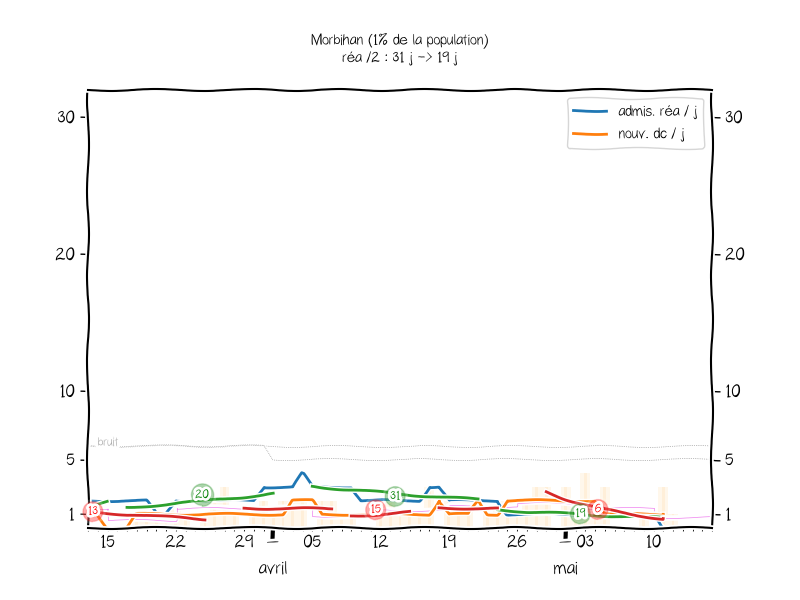 Morbihan (1% de la population)
réa /2 : 31 j -> 19 j
admis. réa / j
nouv. dc / j
30
30
20
20
10
10
bruit
5
5
1
1
13
20
15
31
19
6
15 22 29 05 12 19 26 03 10
avril mai